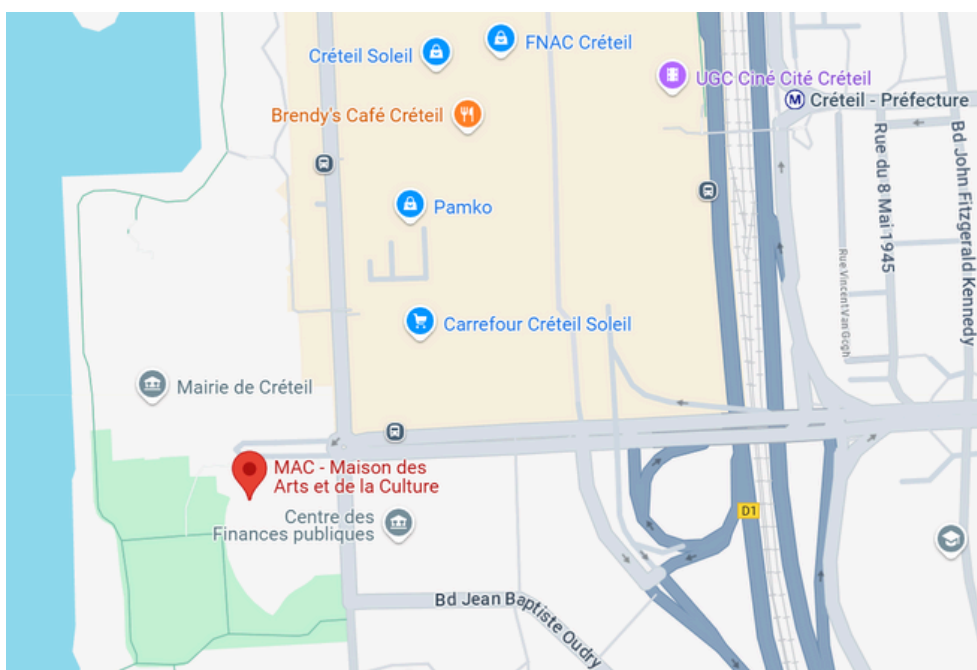 FNAC Créteil
Créteil Soleil
UGC Ciné Cité Créteil
Créteil - Préfecture
Brendy's Café Créteil
Bd John Fitzgerald Kennedy
Rue du 8 Mai 1945
Pamko
Rue Vincent Van Gogh
Carrefour Créteil Soleil
Mairie de Créteil
MAC - Maison des
Arts et de la Culture
Centre des
Finances publiques
D1
Bd Jean Baptiste Oudry